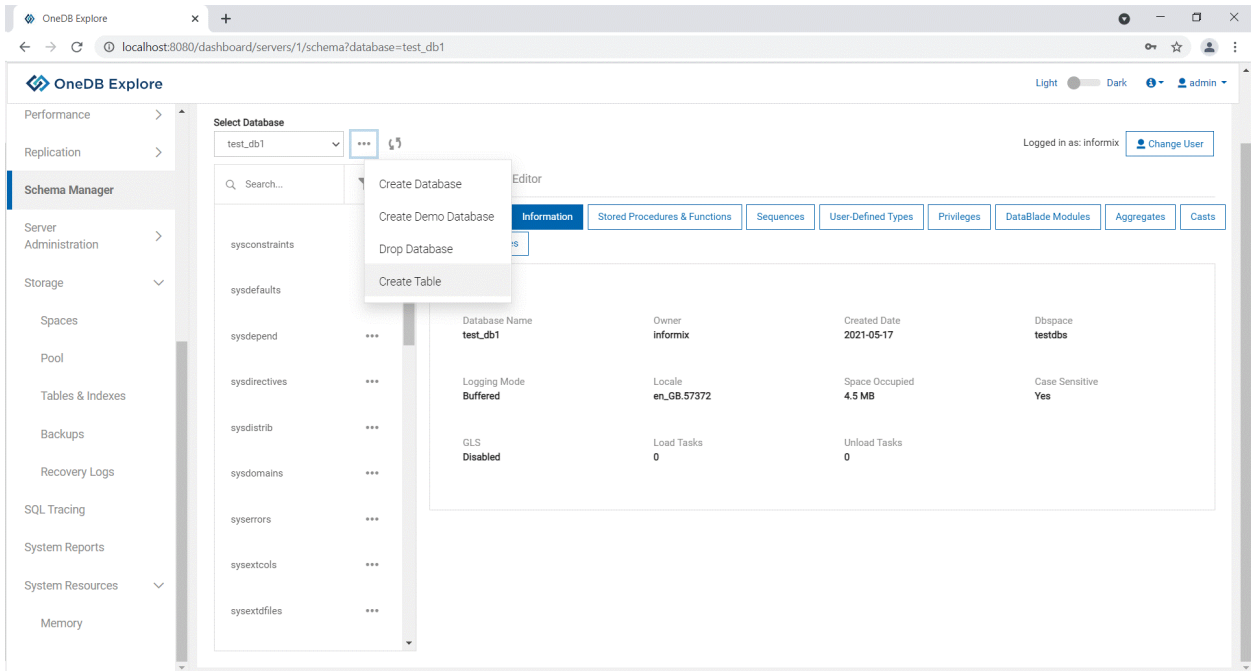 OneDB Explore
localhost:8080/dashboard/servers/1/schema?database=test_db1
OneDB Explore
Light Dark admin
Performance
Replication
Schema Manager
Server
Administration
Storage
Spaces
Pool
Tables & Indexes
Backups
Recovery Logs
SQL Tracing
System Reports
System Resources
Memory
Select Database
test_db1
Logged in as: informix Change User
Search...
Create Database
Create Demo Database
Drop Database
Create Table
sysconstraints
sysdefaults
sysdepend
sysdirectives
sysdistrib
sysdomains
syserrors
sysextcols
sysextdfiles
Editor
Information Stored Procedures & Functions Sequences User-Defined Types Privileges DataBlade Modules Aggregates Casts
Database Name Owner Created Date Dbspace
test_db1 informix 2021-05-17 testdbs
Logging Mode Locale Space Occupied Case Sensitive
Buffered en_GB.57372 4.5 MB Yes
GLS Load Tasks Unload Tasks
Disabled 0 0